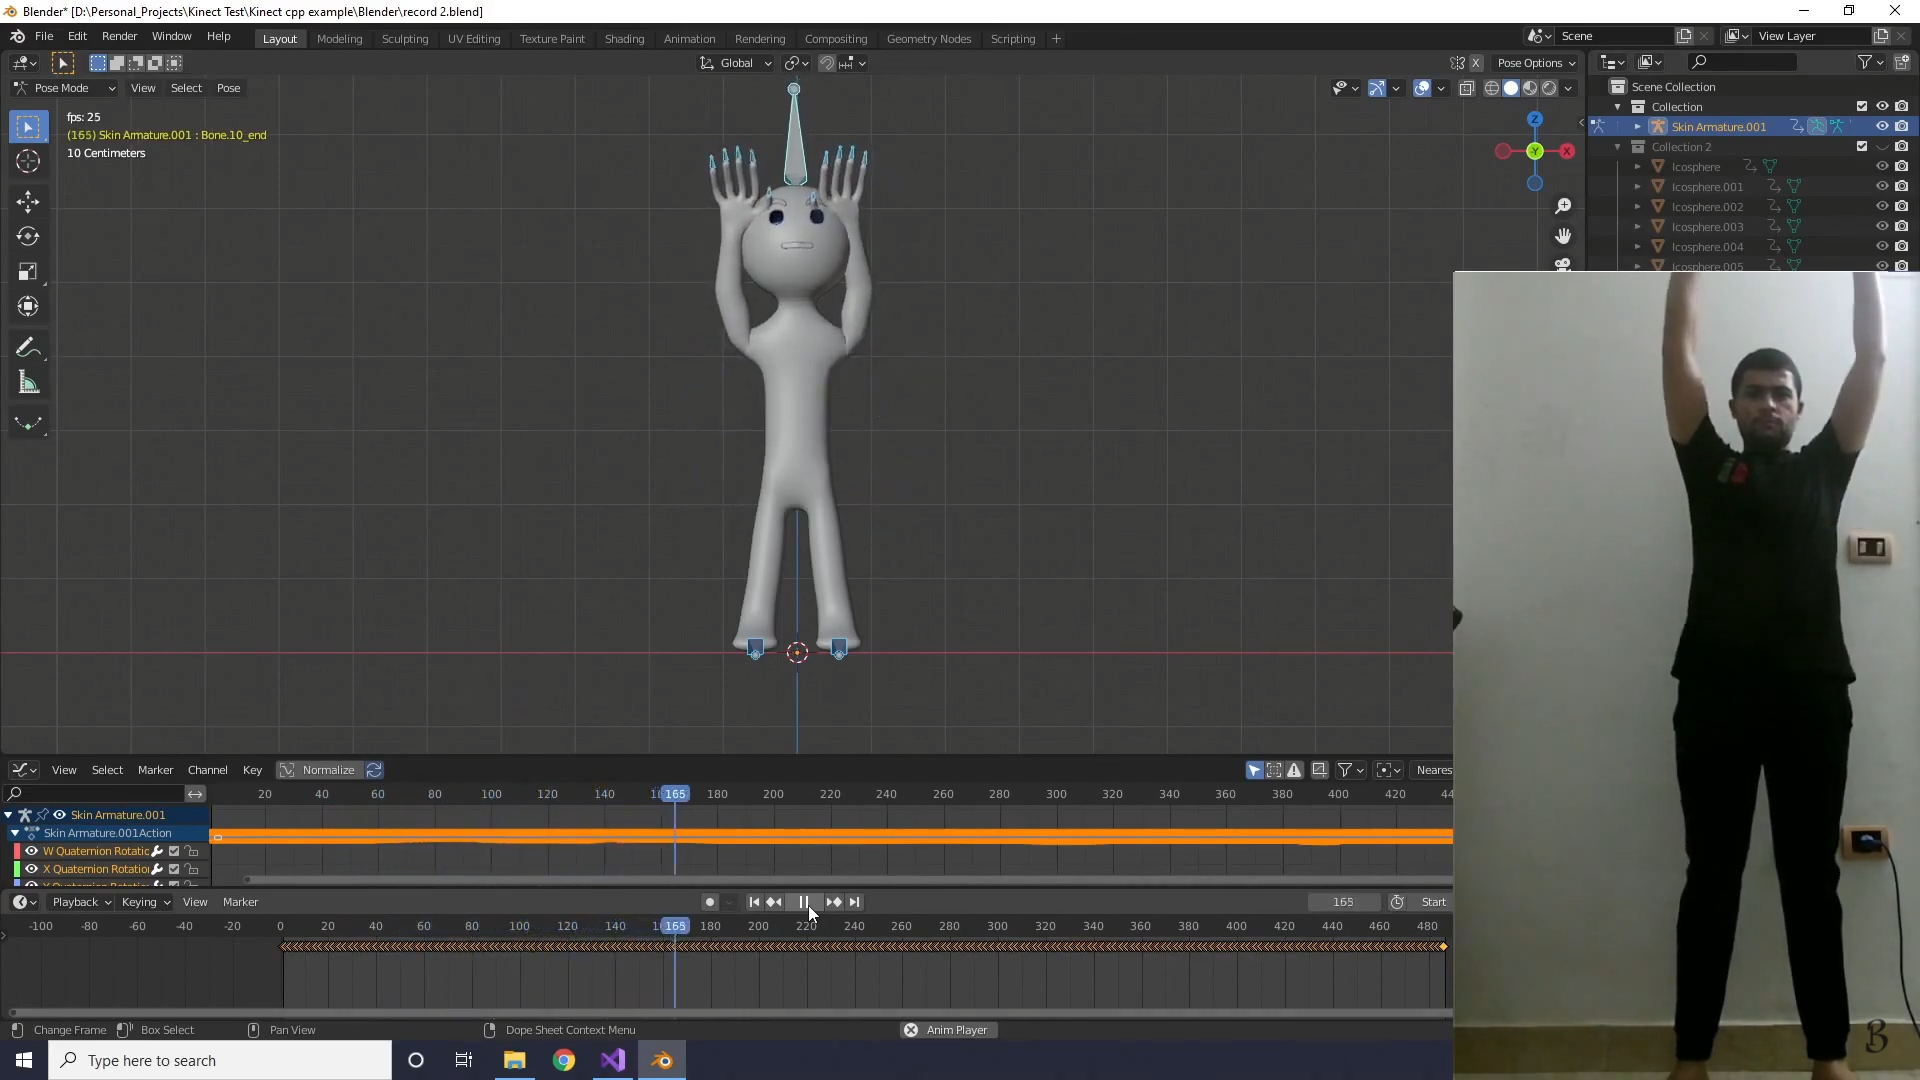 Blender* [D:\Personal_Projects\Kinect Test\Kinect cpp example\Blender\record 2.blend]
File Edit Render Window Help Layout Modeling Sculpting UV Editing Texture Paint Shading Animation Rendering Compositing Geometry Nodes Scripting + Scene View Layer
Global X Pose Options
Pose Mode View Select Pose
Scene Collection
Collection
Skin Armature.001
Collection 2
Icosphere
Icosphere.001
Icosphere.002
Icosphere.003
Icosphere.004
Icosphere.005
fps: 25
(165) Skin Armature.001 : Bone.10_end
10 Centimeters
Z
Y X
View Select Marker Channel Key Normalize Nearest
20 40 60 80 100 120 140 165 180 200 220 240 260 280 300 320 340 360 380 400 420 44
Skin Armature.001
Skin Armature.001Action
W Quaternion Rotatic
X Quaternion Rotation
Playback Keying View Marker 165 Start
-100 -80 -60 -40 -20 0 20 40 60 80 100 120 140 165 180 200 220 240 260 280 300 320 340 360 380 400 420 440 460 480
Change Frame Box Select Pan View Dope Sheet Context Menu Anim Player
Type here to search
B